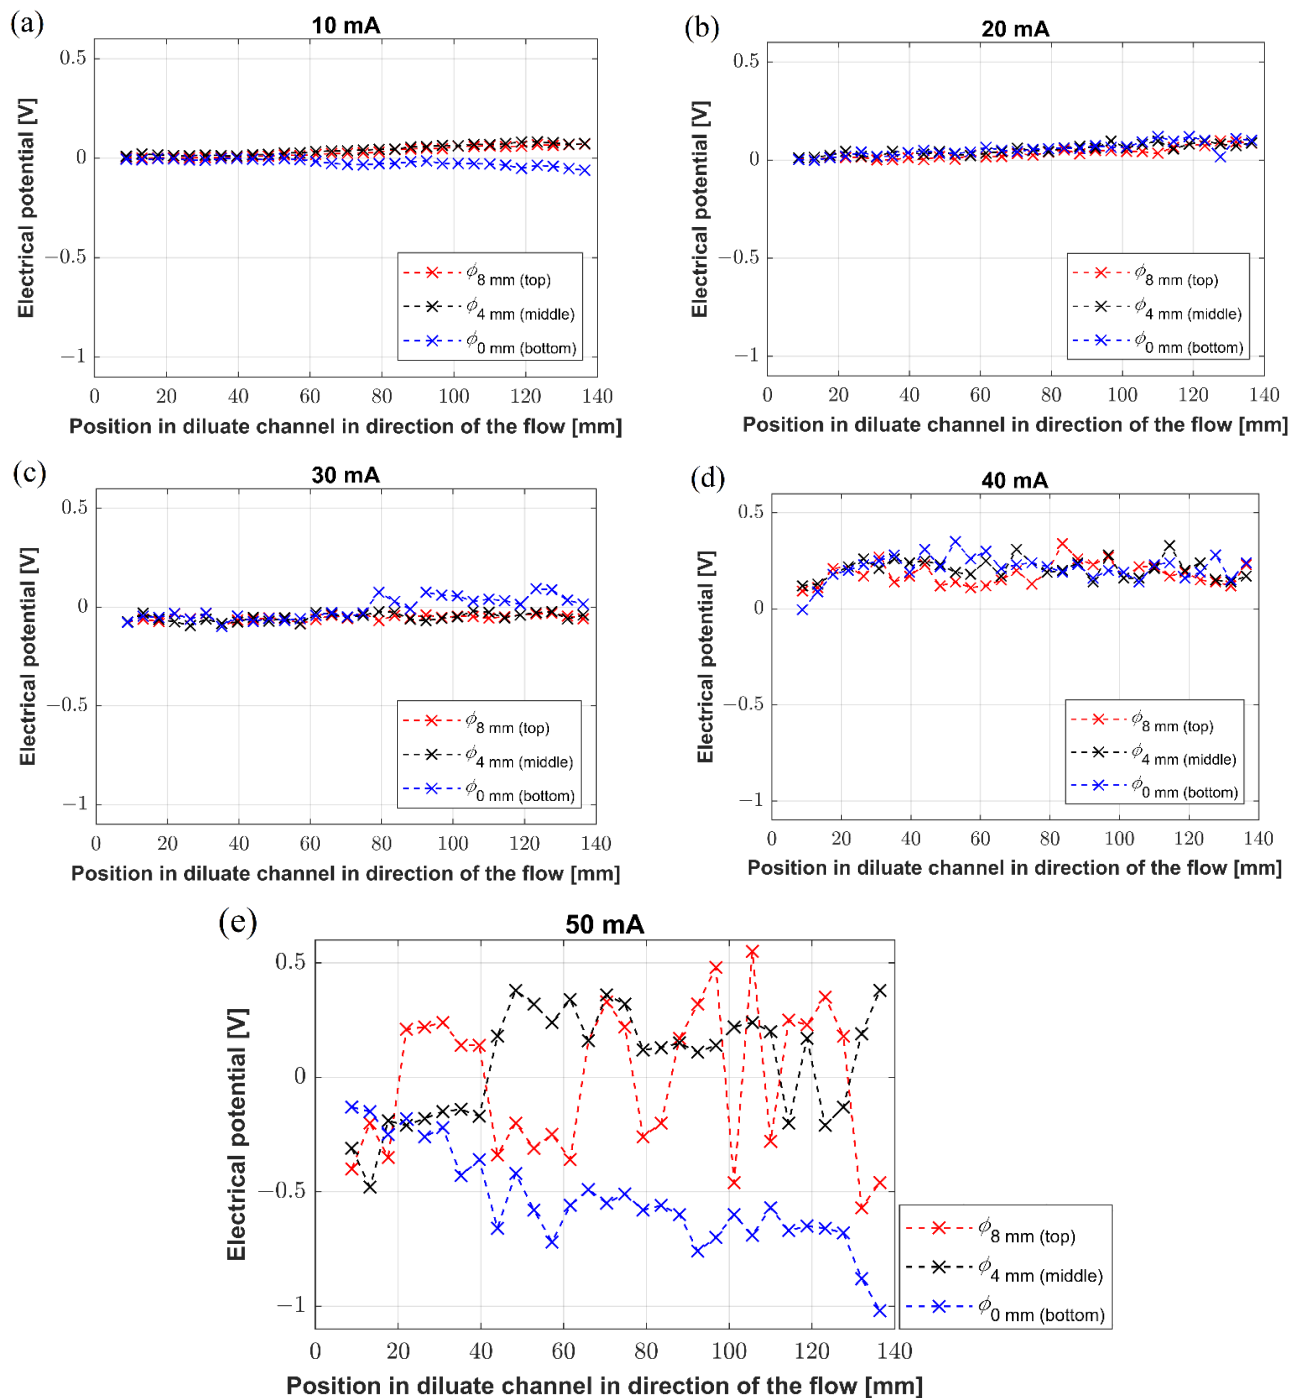 (a)
10 mA
Electrical potential [V]
0.5
0
−0.5
−1
0 20 40 60 80 100 120 140
Position in diluate channel in direction of the flow [mm]
ϕ8 mm (top)
ϕ4 mm (middle)
ϕ0 mm (bottom)
(b)
20 mA
Electrical potential [V]
0.5
0
−0.5
−1
0 20 40 60 80 100 120 140
Position in diluate channel in direction of the flow [mm]
ϕ8 mm (top)
ϕ4 mm (middle)
ϕ0 mm (bottom)
(c)
30 mA
Electrical potential [V]
0.5
0
−0.5
−1
0 20 40 60 80 100 120 140
Position in diluate channel in direction of the flow [mm]
ϕ8 mm (top)
ϕ4 mm (middle)
ϕ0 mm (bottom)
(d)
40 mA
Electrical potential [V]
0.5
0
−0.5
−1
0 20 40 60 80 100 120 140
Position in diluate channel in direction of the flow [mm]
ϕ8 mm (top)
ϕ4 mm (middle)
ϕ0 mm (bottom)
(e)
50 mA
Electrical potential [V]
0.5
0
−0.5
−1
0 20 40 60 80 100 120 140
Position in diluate channel in direction of the flow [mm]
ϕ8 mm (top)
ϕ4 mm (middle)
ϕ0 mm (bottom)